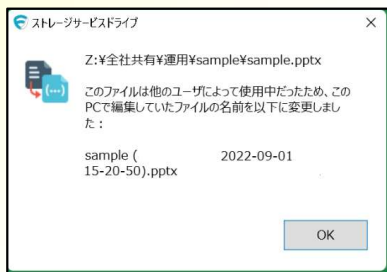 ストレージサービスドライブ
Z:¥全社共有¥運用¥sample¥sample.pptx
このファイルは他のユーザによって使用中だったため、この
PCで編集していたファイルの名前を以下に変更しまし
た：
sample ( 2022-09-01
15-20-50).pptx
OK